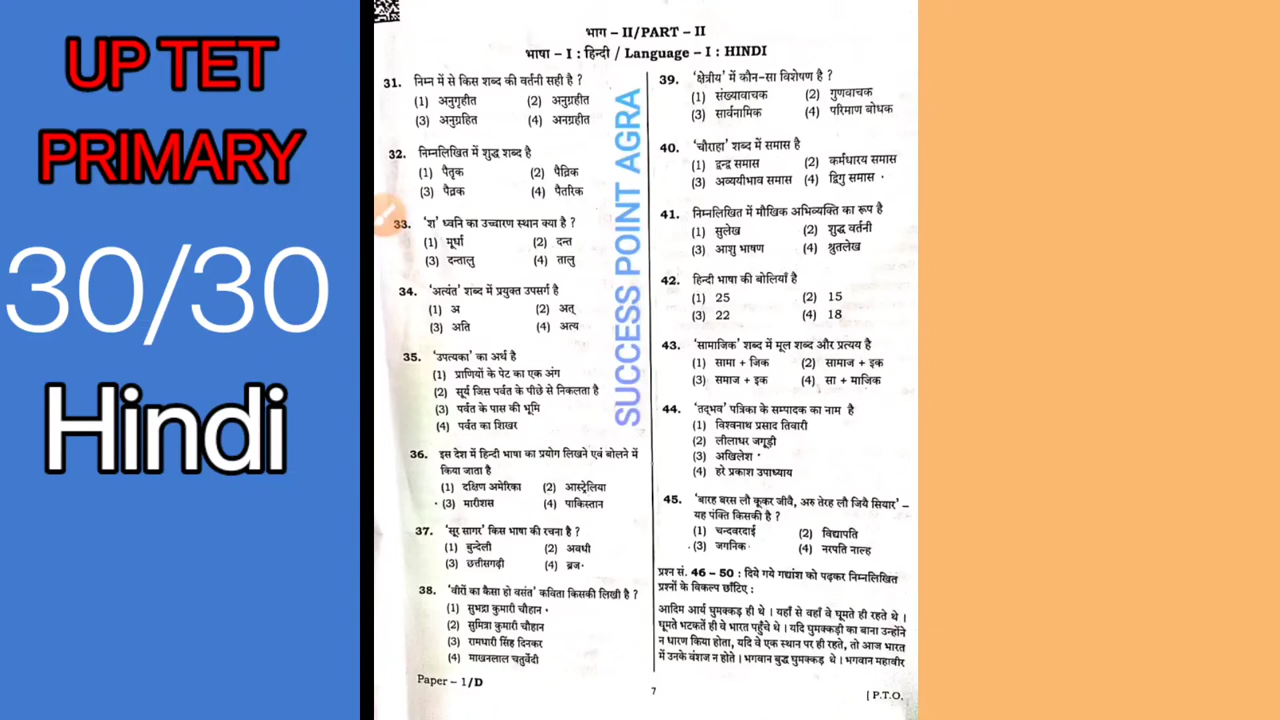 UP TET
PRIMARY
30/30
Hindi
SUCCESS POINT AGRA
भाग – II/PART – II
भाषा – I : हिन्दी / Language – I : HINDI
31. निम्न में से किस शब्द की वर्तनी सही है ?
(1) अनुगृहीत (2) अनुग्रहीत
(3) अनुग्रहित (4) अनग्रहीत
32. निम्नलिखित में शुद्ध शब्द है
(1) पैतृक (2) पैद्रिक
(3) पैत्रक (4) पैतरिक
33. ‘श’ ध्वनि का उच्चारण स्थान क्या है ?
(1) मूर्धा (2) दन्त
(3) दन्तालु (4) तालु
34. ‘अत्यंत’ शब्द में प्रयुक्त उपसर्ग है
(1) अ (2) अत्
(3) अति (4) अत्य
35. ‘उपत्यका’ का अर्थ है
(1) प्राणियों के पेट का एक अंग
(2) सूर्य जिस पर्वत के पीछे से निकलता है
(3) पर्वत के पास की भूमि
(4) पर्वत का शिखर
36. इस देश में हिन्दी भाषा का प्रयोग लिखने एवं बोलने में
किया जाता है
(1) दक्षिण अमेरिका (2) आस्ट्रेलिया
(3) मारीशस (4) पाकिस्तान
37. ‘सूर सागर’ किस भाषा की रचना है ?
(1) बुन्देली (2) अवधी
(3) छत्तीसगढ़ी (4) ब्रज
38. ‘वीरों का कैसा हो वसंत’ कविता किसकी लिखी है ?
(1) सुभद्रा कुमारी चौहान
(2) सुमित्रा कुमारी चौहान
(3) रामधारी सिंह दिनकर
(4) माखनलाल चतुर्वेदी
39. ‘क्षेत्रीय’ में कौन-सा विशेषण है ?
(1) संख्यावाचक (2) गुणवाचक
(3) सार्वनामिक (4) परिमाण बोधक
40. ‘चौराहा’ शब्द में समास है
(1) द्वन्द्व समास (2) कर्मधारय समास
(3) अव्ययीभाव समास (4) द्विगु समास
41. निम्नलिखित में मौखिक अभिव्यक्ति का रूप है
(1) सुलेख (2) शुद्ध वर्तनी
(3) आशु भाषण (4) श्रुतलेख
42. हिन्दी भाषा की बोलियाँ है
(1) 25 (2) 15
(3) 22 (4) 18
43. ‘सामाजिक’ शब्द में मूल शब्द और प्रत्यय है
(1) सामा + जिक (2) सामाज + इक
(3) समाज + इक (4) सा + माजिक
44. ‘तद्भव’ पत्रिका के सम्पादक का नाम है
(1) विश्वनाथ प्रसाद तिवारी
(2) लीलाधर जगूड़ी
(3) अखिलेश
(4) हरे प्रकाश उपाध्याय
45. ‘बारह बरस लौ कूकर जीवै, अरु तेरह लौ जियै सियार’ –
यह पंक्ति किसकी है ?
(1) चन्दवरदाई (2) विद्यापति
(3) जगनिक (4) नरपति नाल्ह
प्रश्न सं. 46 – 50 : दिये गये गद्यांश को पढ़कर निम्नलिखित
प्रश्नों के विकल्प छाँटिए :
आदिम आर्य घुमक्कड़ ही थे । यहाँ से वहाँ वे घूमते ही रहते थे ।
घूमते भटकतें ही वे भारत पहुँचे थे । यदि घुमक्कड़ी का बाना उन्होंने
न धारण किया होता, यदि वे एक स्थान पर ही रहते, तो आज भारत
में उनके वंशज न होते । भगवान बुद्ध घुमक्कड़ थे । भगवान महावीर
Paper – 1/D
7
[ P.T.O.